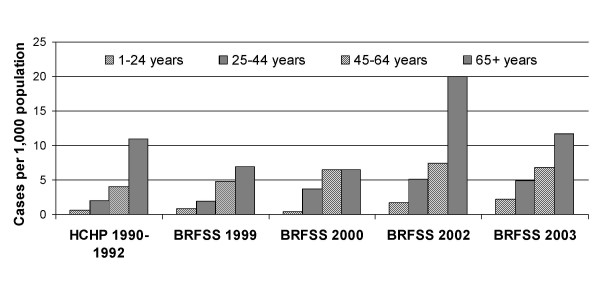 Cases per 1,000 population
25
20
15
10
5
0
1-24 years 25-44 years 45-64 years 65+ years
HCHP 1990- BRFSS 1999 BRFSS 2000 BRFSS 2002 BRFSS 2003
1992